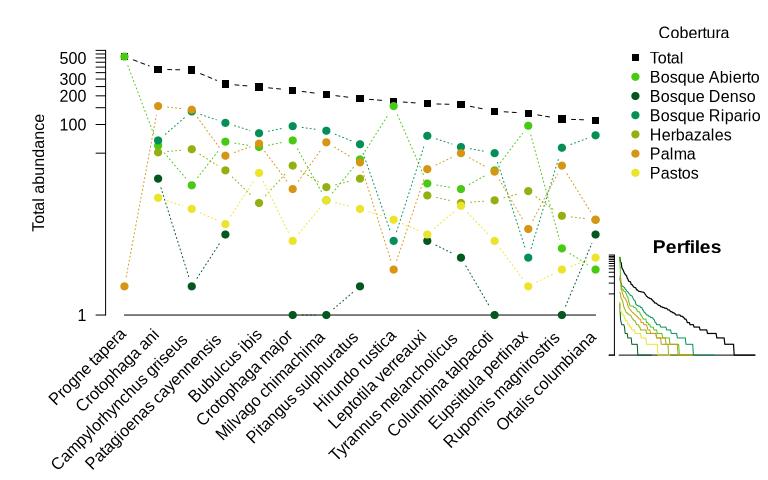 Cobertura
Total
Bosque Abierto
Bosque Denso
Bosque Ripario
Herbazales
Palma
Pastos
Total abundance
500
300
200
100
1
Perfiles
Progne tapera
Crotophaga ani
Campylorhynchus griseus
Patagioenas cayennensis
Bubulcus ibis
Crotophaga major
Milvago chimachima
Pitangus sulphuratus
Hirundo rustica
Leptotila verreauxi
Tyrannus melancholicus
Columbina talpacoti
Eupsittula pertinax
Rupornis magnirostris
Ortalis columbiana